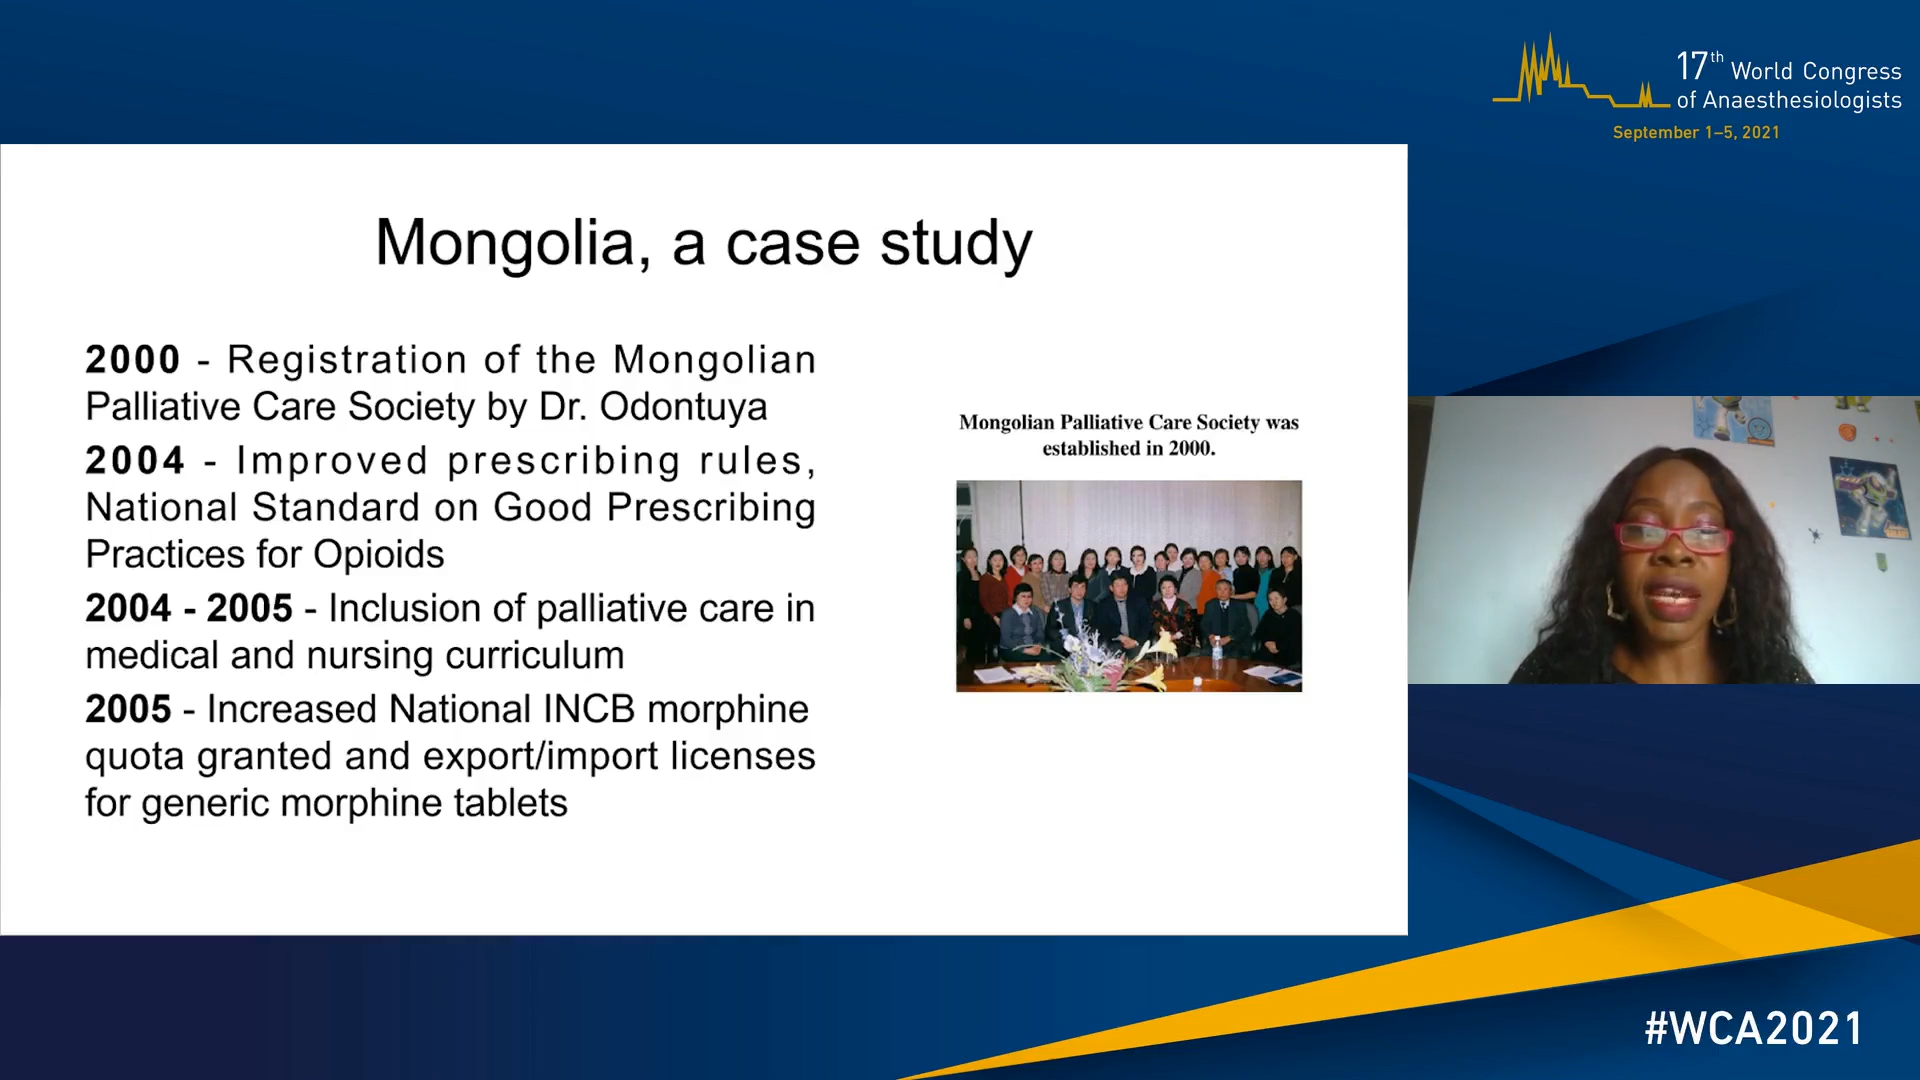 17th World Congress
of Anaesthesiologists
September 1–5, 2021
Mongolia, a case study
2000 - Registration of the Mongolian
Palliative Care Society by Dr. Odontuya
2004 - Improved prescribing rules,
National Standard on Good Prescribing
Practices for Opioids
2004 - 2005 - Inclusion of palliative care in
medical and nursing curriculum
2005 - Increased National INCB morphine
quota granted and export/import licenses
for generic morphine tablets
Mongolian Palliative Care Society was
established in 2000.
#WCA2021